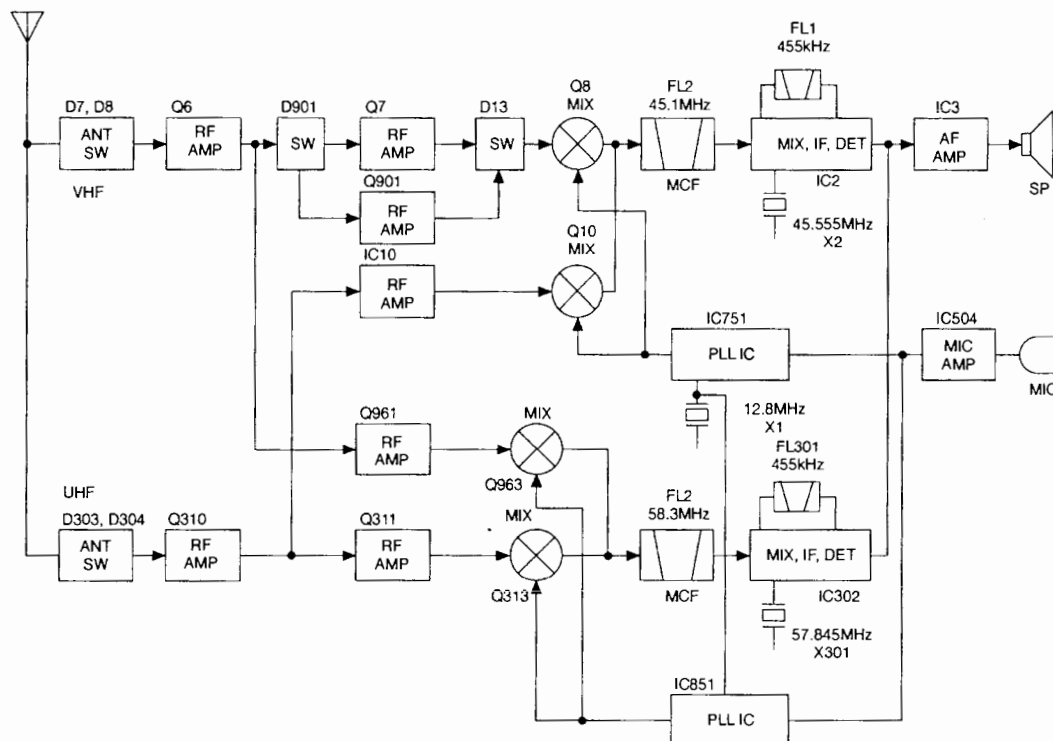 FL1
455kHz
D7, D8
Q6
D901
Q7
D13
Q8
MIX
FL2
45.1MHz
IC3
ANT
SW
RF
AMP
SW
RF
AMP
SW
MIX, IF, DET
AF
AMP
VHF
Q901
MCF
IC2
SP
RF
AMP
45.555MHz
X2
IC10
Q10
MIX
RF
AMP
IC751
IC504
PLL IC
MIC
AMP
MIC
12.8MHz
X1
Q961
MIX
RF
AMP
FL301
455kHz
Q963
UHF
D303, D304
Q310
Q311
MIX
FL2
58.3MHz
ANT
SW
RF
AMP
RF
AMP
MIX, IF, DET
Q313
MCF
IC302
57.845MHz
X301
IC851
PLL IC